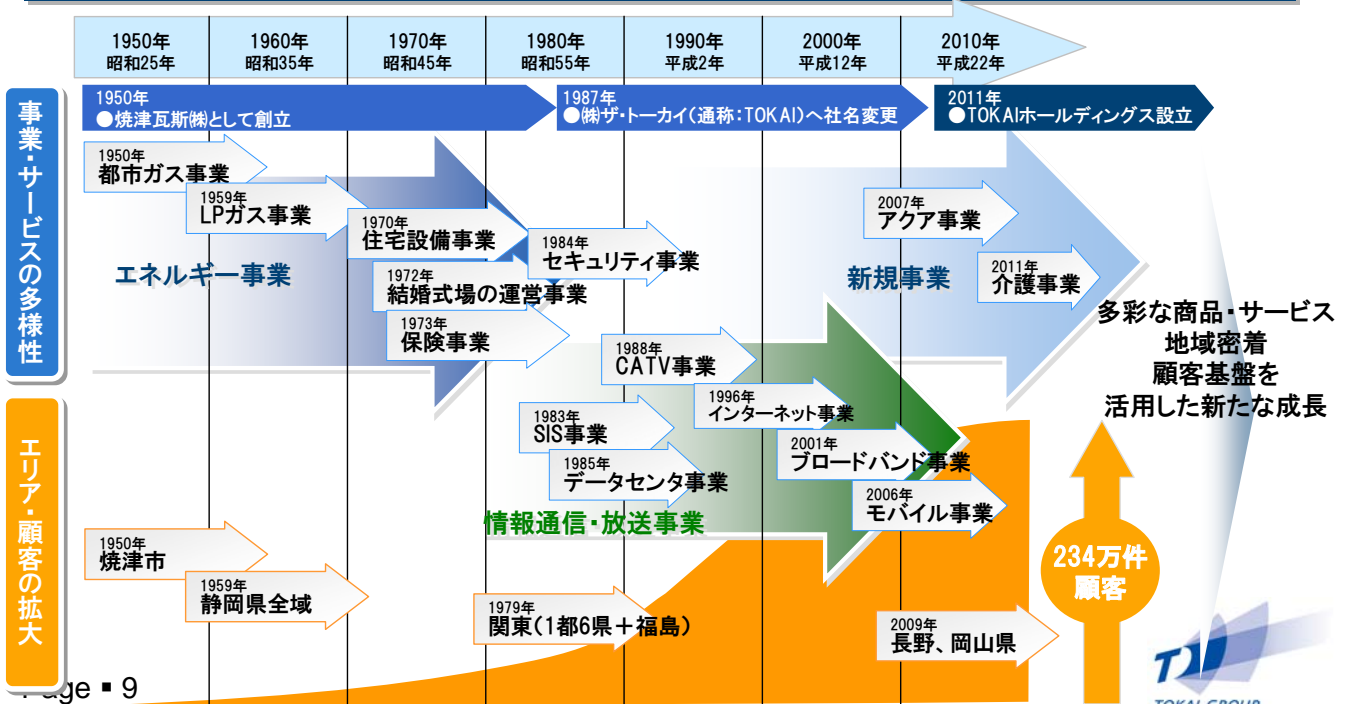 1950年
昭和25年
1960年
昭和35年
1970年
昭和45年
1980年
昭和55年
1990年
平成2年
2000年
平成12年
2010年
平成22年
1950年
●焼津瓦斯㈱として創立
1987年
●㈱ザ・トーカイ(通称:TOKAI)へ社名変更
2011年
●TOKAIホールディングス設立
事業・サービスの多様性
1950年
都市ガス事業
1959年
LPガス事業
1970年
住宅設備事業
1984年
セキュリティ事業
2007年
アクア事業
エネルギー事業
1972年
結婚式場の運営事業
新規事業
2011年
介護事業
1973年
保険事業
1988年
CATV事業
多彩な商品・サービス
地域密着
顧客基盤を
活用した新たな成長
1996年
インターネット事業
1983年
SIS事業
2001年
ブロードバンド事業
1985年
データセンタ事業
2006年
モバイル事業
情報通信・放送事業
エリア・顧客の拡大
1950年
焼津市
1959年
静岡県全域
1979年
関東(1都6県+福島)
2009年
長野、岡山県
234万件
顧客
Page ▪ 9
TOKAI GROUP